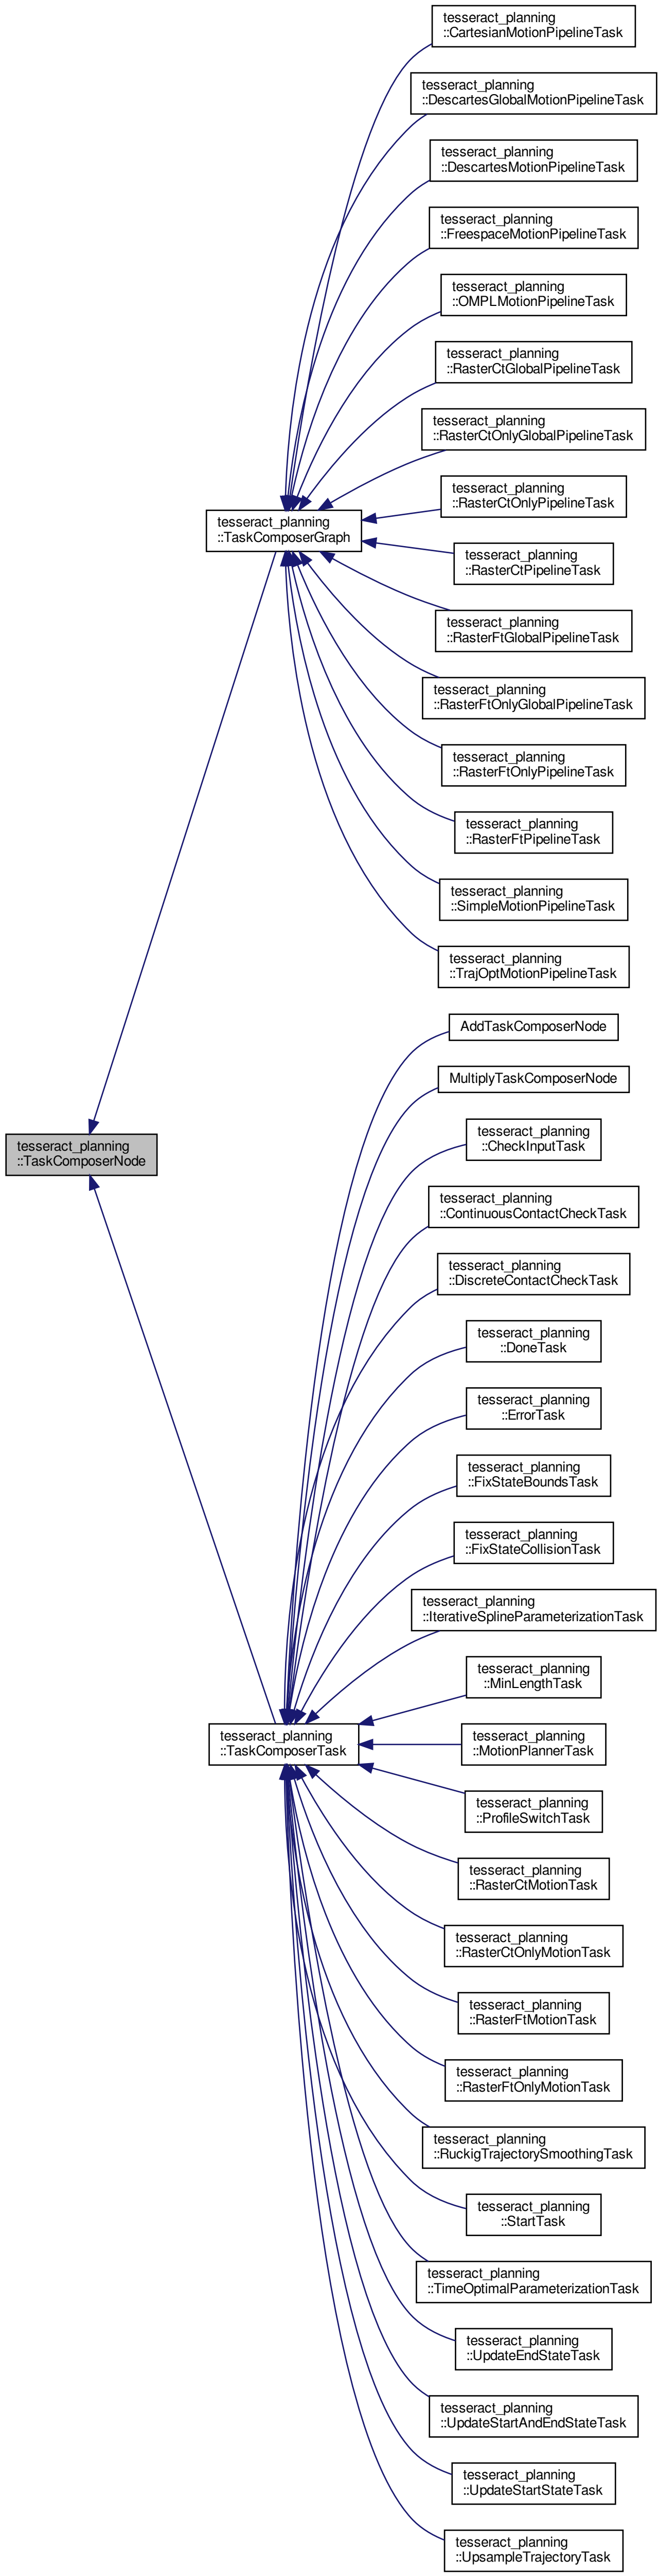 tesseract_planning
::CartesianMotionPipelineTask
tesseract_planning
::DescartesGlobalMotionPipelineTask
tesseract_planning
::DescartesMotionPipelineTask
tesseract_planning
::FreespaceMotionPipelineTask
tesseract_planning
::OMPLMotionPipelineTask
tesseract_planning
::RasterCtGlobalPipelineTask
tesseract_planning
::RasterCtOnlyGlobalPipelineTask
tesseract_planning
::RasterCtOnlyPipelineTask
tesseract_planning
::TaskComposerGraph
tesseract_planning
::RasterCtPipelineTask
tesseract_planning
::RasterFtGlobalPipelineTask
tesseract_planning
::RasterFtOnlyGlobalPipelineTask
tesseract_planning
::RasterFtOnlyPipelineTask
tesseract_planning
::RasterFtPipelineTask
tesseract_planning
::SimpleMotionPipelineTask
tesseract_planning
::TrajOptMotionPipelineTask
AddTaskComposerNode
MultiplyTaskComposerNode
tesseract_planning
::CheckInputTask
tesseract_planning
::TaskComposerNode
tesseract_planning
::ContinuousContactCheckTask
tesseract_planning
::DiscreteContactCheckTask
tesseract_planning
::DoneTask
tesseract_planning
::ErrorTask
tesseract_planning
::FixStateBoundsTask
tesseract_planning
::FixStateCollisionTask
tesseract_planning
::IterativeSplineParameterizationTask
tesseract_planning
::MinLengthTask
tesseract_planning
::TaskComposerTask
tesseract_planning
::MotionPlannerTask
tesseract_planning
::ProfileSwitchTask
tesseract_planning
::RasterCtMotionTask
tesseract_planning
::RasterCtOnlyMotionTask
tesseract_planning
::RasterFtMotionTask
tesseract_planning
::RasterFtOnlyMotionTask
tesseract_planning
::RuckigTrajectorySmoothingTask
tesseract_planning
::StartTask
tesseract_planning
::TimeOptimalParameterizationTask
tesseract_planning
::UpdateEndStateTask
tesseract_planning
::UpdateStartAndEndStateTask
tesseract_planning
::UpdateStartStateTask
tesseract_planning
::UpsampleTrajectoryTask